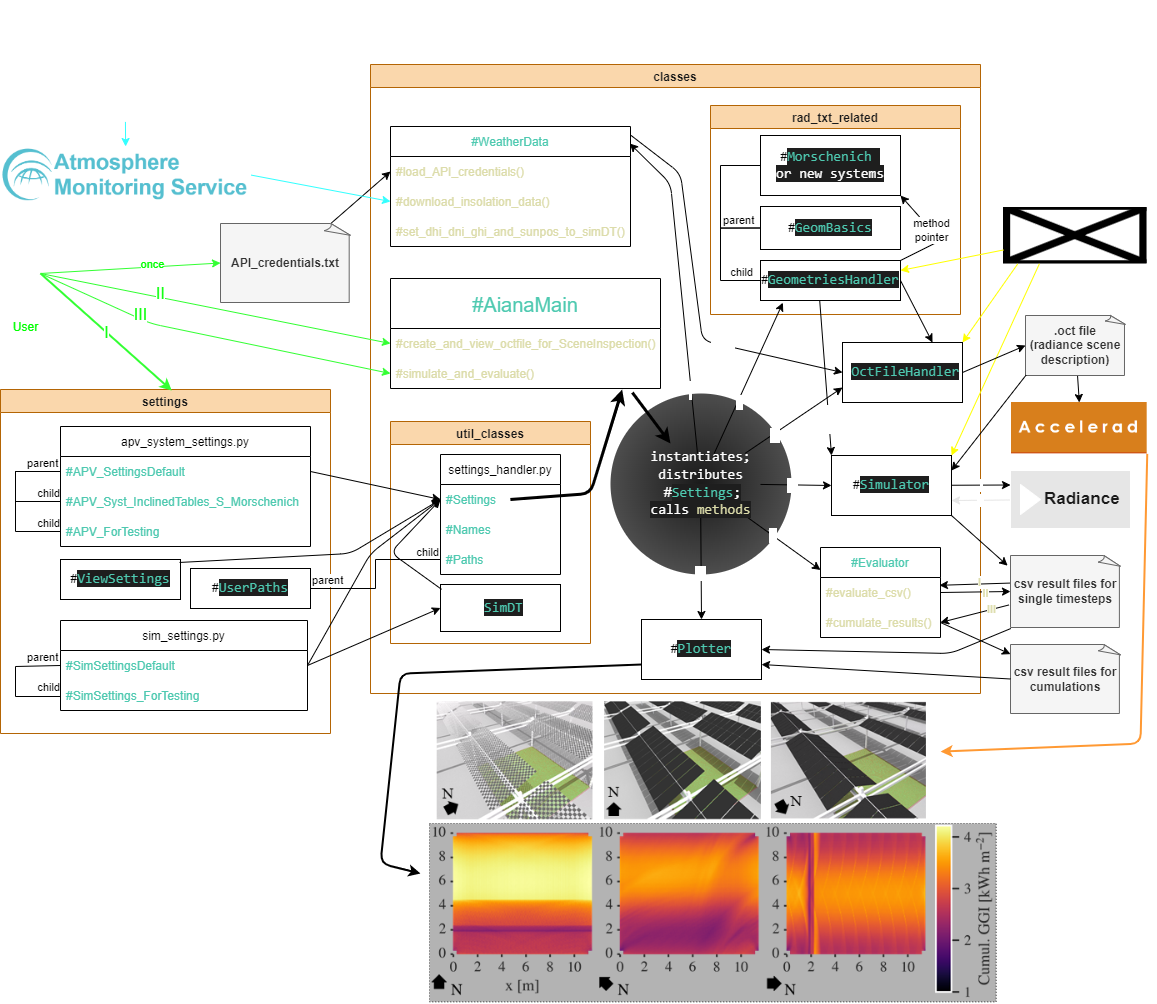 classes
Atmosphere
Monitoring Service
#WeatherData
#load_API_credentials()
#download_insolation_data()
#set_dhi_dni_ghi_and_sunpos_to_simDT()
rad_txt_related
#Morschenich
or new systems
parent
#GeomBasics
method
pointer
child
#GeometriesHandler
API_credentials.txt
once
II
III
I
User
#AianaMain
#create_and_view_octfile_for_SceneInspection()
#simulate_and_evaluate()
OctFileHandler
.oct file
(radiance scene
description)
Accelerad
settings
apv_system_settings.py
parent
#APV_SettingsDefault
child
#APV_Syst_InclinedTables_S_Morschenich
child
#APV_ForTesting
#ViewSettings
#UserPaths
parent
sim_settings.py
parent
#SimSettingsDefault
child
#SimSettings_ForTesting
util_classes
settings_handler.py
#Settings
#Names
child
#Paths
SimDT
instantiates;
distributes
#Settings;
calls methods
#Simulator
Radiance
#Evaluator
#evaluate_csv()
#cumulate_results()
II
III
csv result files for
single timesteps
#Plotter
csv result files for
cumulations
N
N
N
10
8
6
4
2
0
0 2 4 6 8 10
N
x [m]
10
8
6
4
2
0
0 2 4 6 8 10
N
10
8
6
4
2
0
0 2 4 6 8 10
N
4
3
2
1
Cumul. GGI [kWh m⁻²]